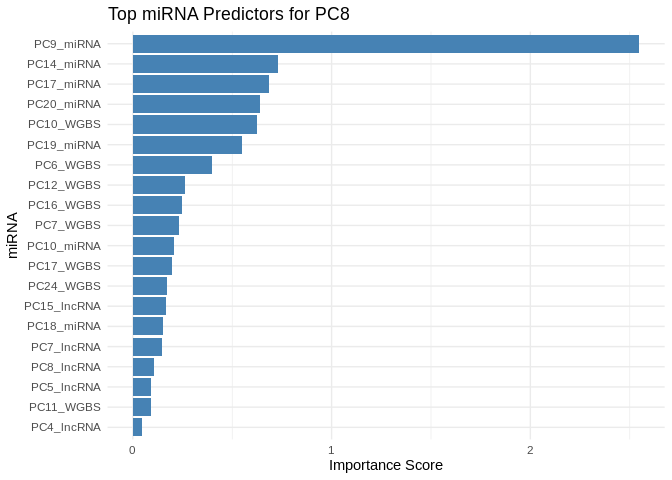 Top miRNA Predictors for PC8
miRNA
PC9_miRNA
PC14_miRNA
PC17_miRNA
PC20_miRNA
PC10_WGBS
PC19_miRNA
PC6_WGBS
PC12_WGBS
PC16_WGBS
PC7_WGBS
PC10_miRNA
PC17_WGBS
PC24_WGBS
PC15_lncRNA
PC18_miRNA
PC7_lncRNA
PC8_lncRNA
PC5_lncRNA
PC11_WGBS
PC4_lncRNA
0 1 2
Importance Score